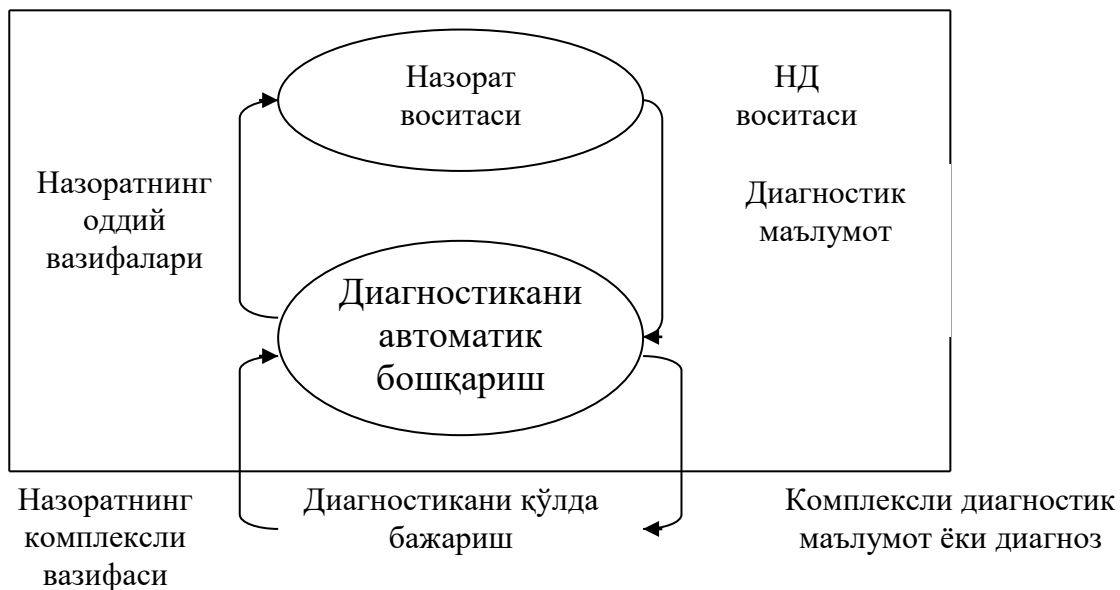 Назорат
воситаси
НД
воситаси
Назоратнинг
оддий
вазифалари
Диагностик
маълумот
Диагностикани
автоматик
бошқариш
Назоратнинг
комплексли
вазифаси
Диагностикани қўлда
бажариш
Комплексли диагностик
маълумот ёки диагноз